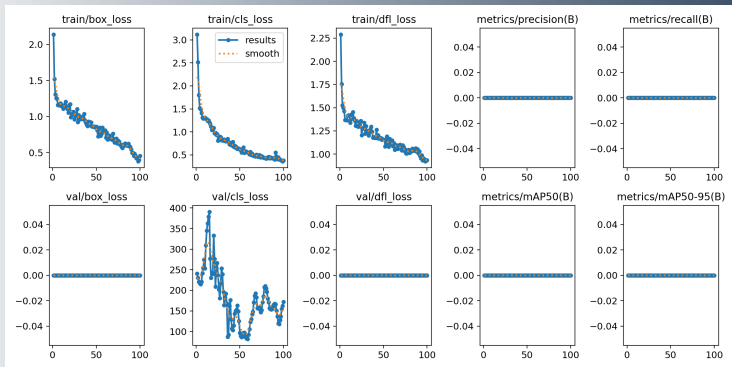 train/box_loss
train/cls_loss
train/dfl_loss
metrics/precision(B)
metrics/recall(B)
results
smooth
2.0
1.5
1.0
0.5
3.0
2.5
2.0
1.5
1.0
0.5
2.25
2.00
1.75
1.50
1.25
1.00
0.04
0.02
0.00
−0.02
−0.04
0.04
0.02
0.00
−0.02
−0.04
0 50 100
0 50 100
0 50 100
0 50 100
0 50 100
val/box_loss
val/cls_loss
val/dfl_loss
metrics/mAP50(B)
metrics/mAP50-95(B)
0.04
0.02
0.00
−0.02
−0.04
400
350
300
250
200
150
100
0.04
0.02
0.00
−0.02
−0.04
0.04
0.02
0.00
−0.02
−0.04
0.04
0.02
0.00
−0.02
−0.04
0 50 100
0 50 100
0 50 100
0 50 100
0 50 100